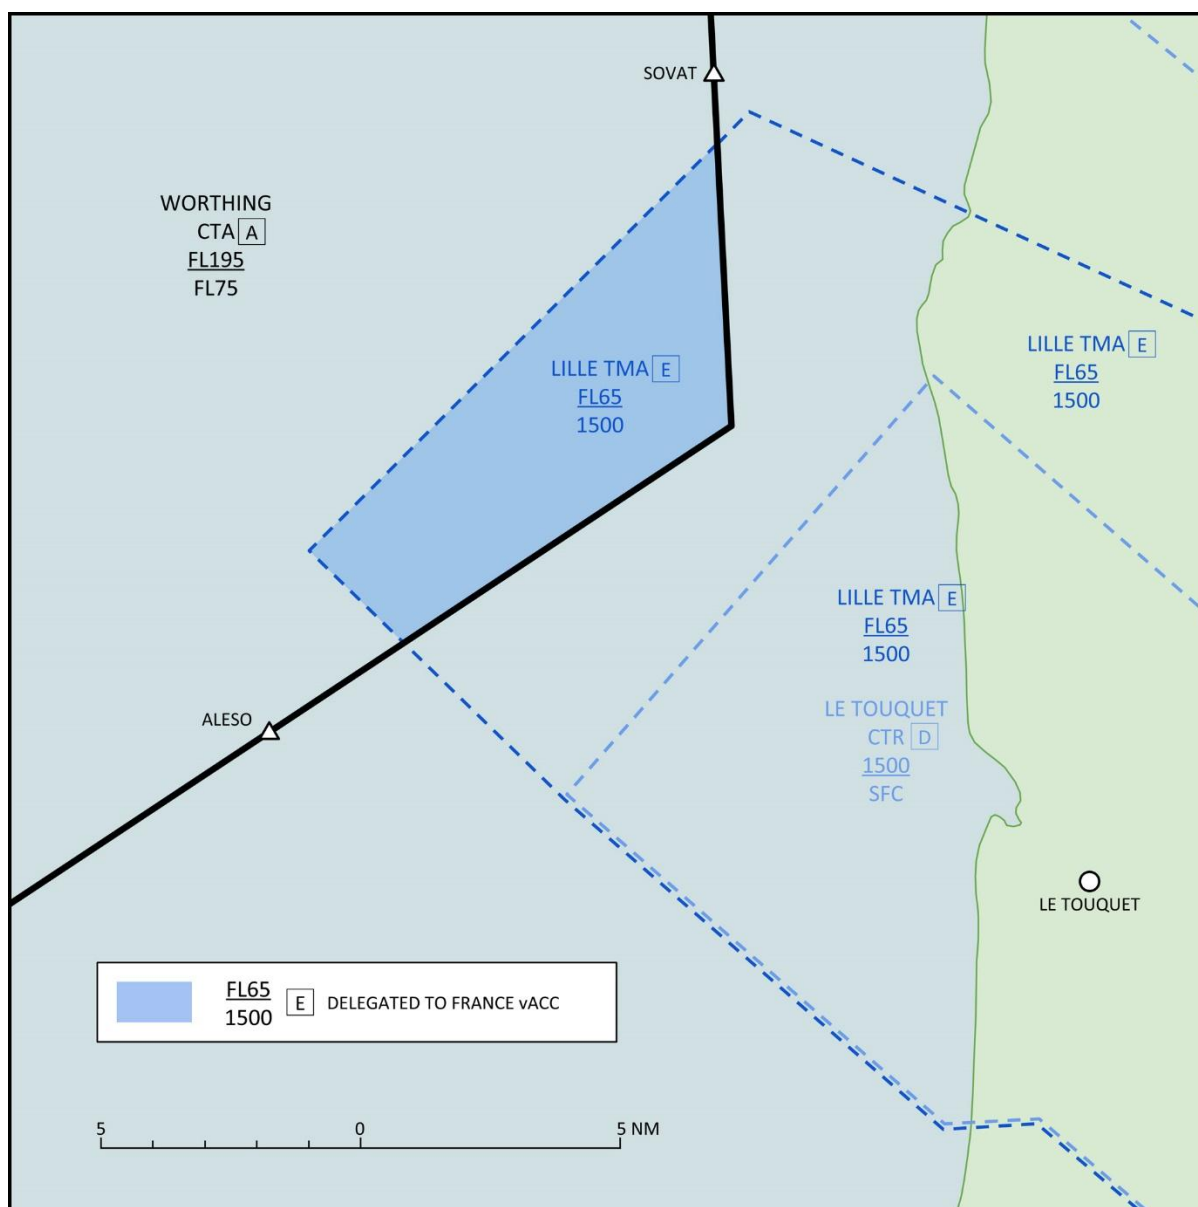 SOVAT
WORTHING
CTA A
FL195
FL75
LILLE TMA E
FL65
1500
LILLE TMA E
FL65
1500
LILLE TMA E
FL65
1500
LE TOUQUET
CTR D
1500
SFC
ALESO
LE TOUQUET
FL65
1500
E DELEGATED TO FRANCE vACC
5 0 5 NM